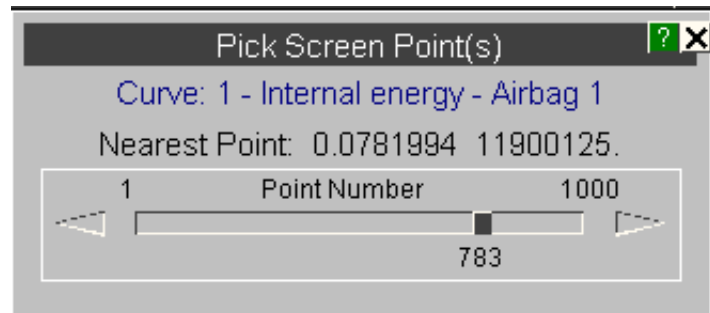 Pick Screen Point(s) ? X
Curve: 1 - Internal energy - Airbag 1
Nearest Point: 0.0781994 11900125.
1 Point Number 1000
783